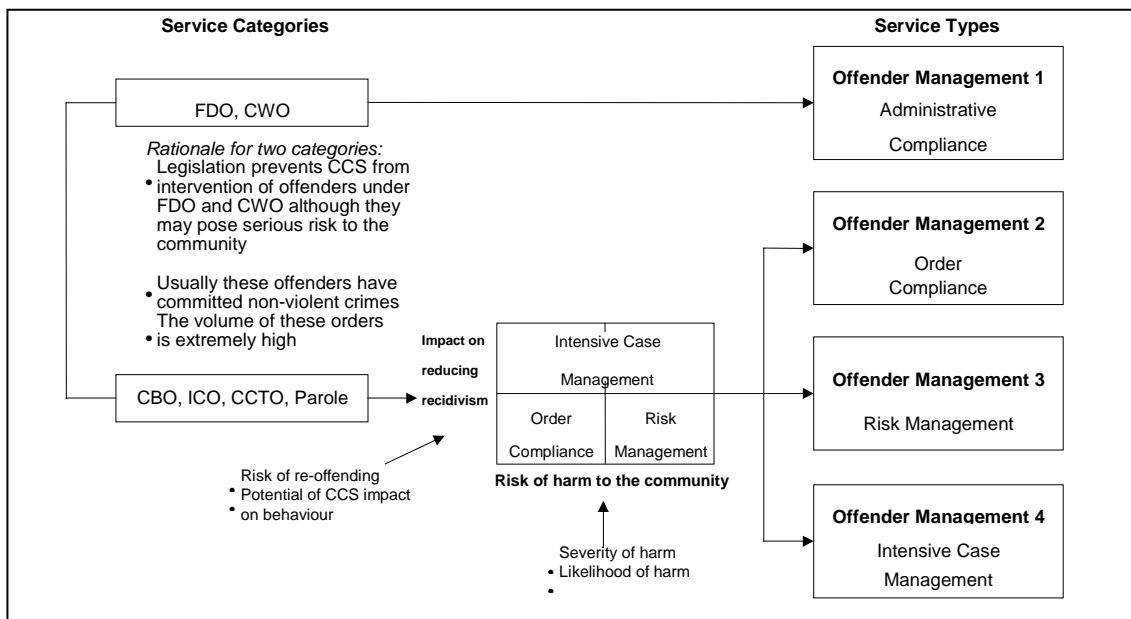 Service Categories
Service Types
FDO, CWO
Offender Management 1
Administrative
Compliance
Rationale for two categories:
Legislation prevents CCS from
• intervention of offenders under
FDO and CWO although they
may pose serious risk to the
community
Usually these offenders have
• committed non-violent crimes
The volume of these orders
• is extremely high
Offender Management 2
Order
Compliance
CBO, ICO, CCTO, Parole
Impact on
reducing
recidivism
Intensive Case
Management
Order
Compliance
Risk
Management
Risk of harm to the community
Offender Management 3
Risk Management
Risk of re-offending
• Potential of CCS impact
• on behaviour
Severity of harm
• Likelihood of harm
•
Offender Management 4
Intensive Case
Management